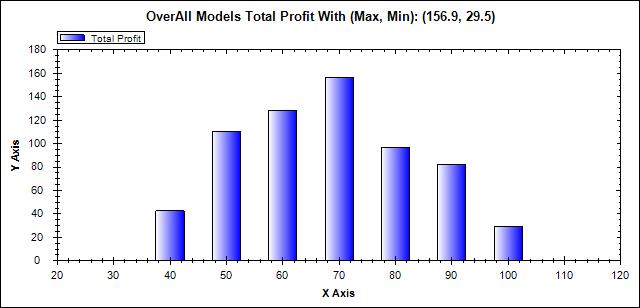 OverAll Models Total Profit With (Max, Min): (156.9, 29.5)
Total Profit
180
160
140
120
100
80
60
40
20
0
Y Axis
20 30 40 50 60 70 80 90 100 110 120
X Axis